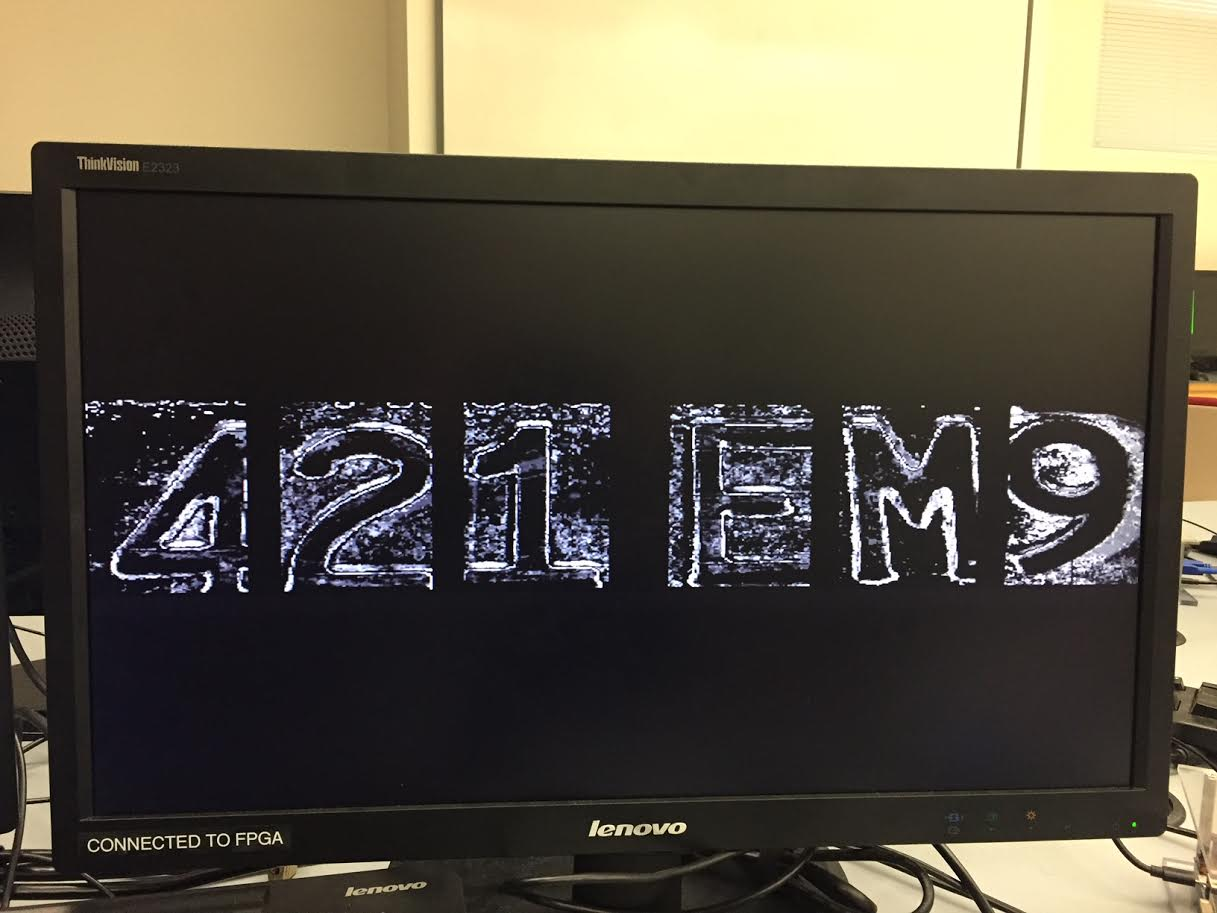 ThinkVision E2323
421 EM9
lenovo
CONNECTED TO FPGA
lenovo